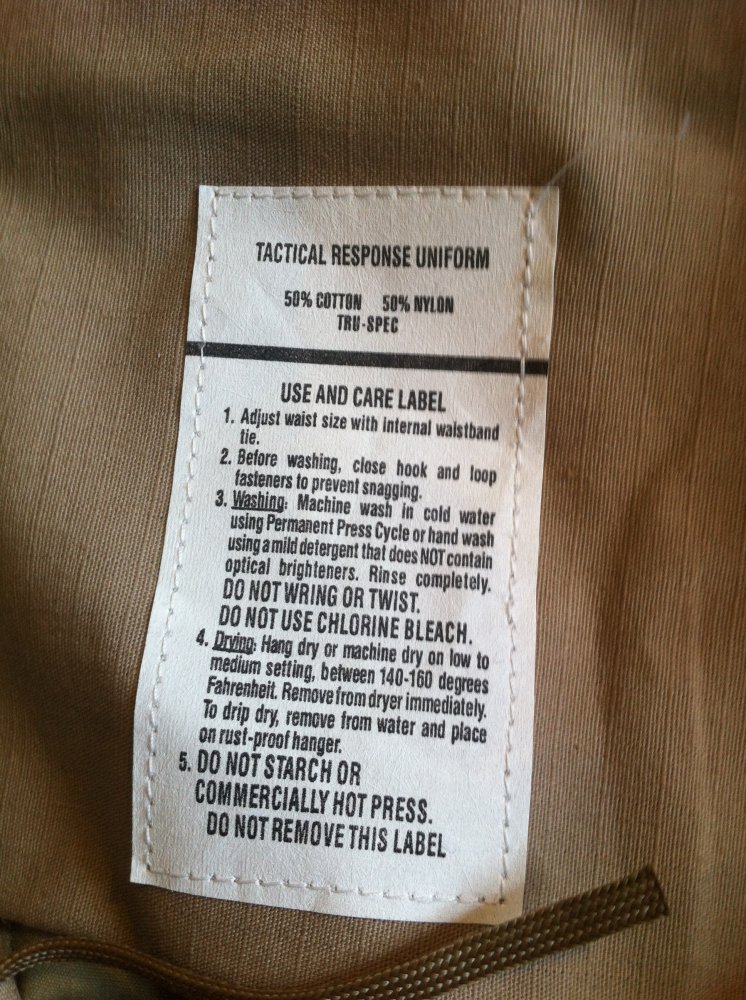 TACTICAL RESPONSE UNIFORM
50% COTTON 50% NYLON
TRU-SPEC
USE AND CARE LABEL
1. Adjust waist size with internal waistband
tie.
2. Before washing, close hook and loop
fasteners to prevent snagging.
3. Washing: Machine wash in cold water
using Permanent Press Cycle or hand wash
using a mild detergent that does NOT contain
optical brighteners. Rinse completely.
DO NOT WRING OR TWIST.
DO NOT USE CHLORINE BLEACH.
4. Drying: Hang dry or machine dry on low to
medium setting, between 140-160 degrees
Fahrenheit. Remove from dryer immediately.
To drip dry, remove from water and place
on rust-proof hanger.
5. DO NOT STARCH OR
COMMERCIALLY HOT PRESS.
DO NOT REMOVE THIS LABEL